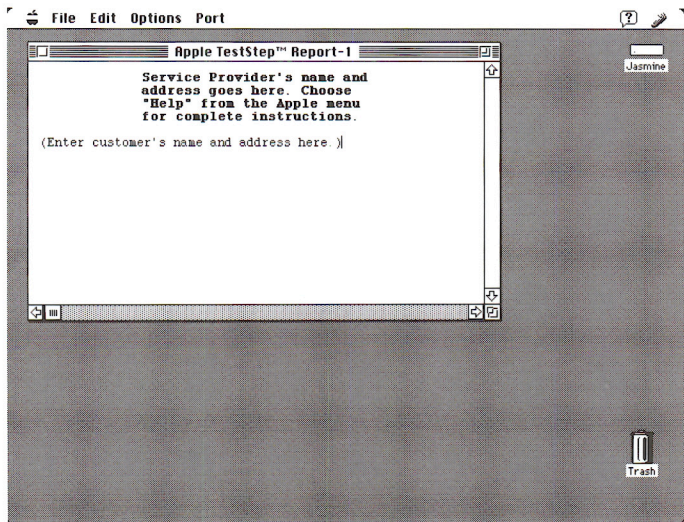 File Edit Options Port
Apple TestStep™ Report-1
Jasmine
Service Provider's name and
address goes here. Choose
"Help" from the Apple menu
for complete instructions.
(Enter customer's name and address here.)
Trash